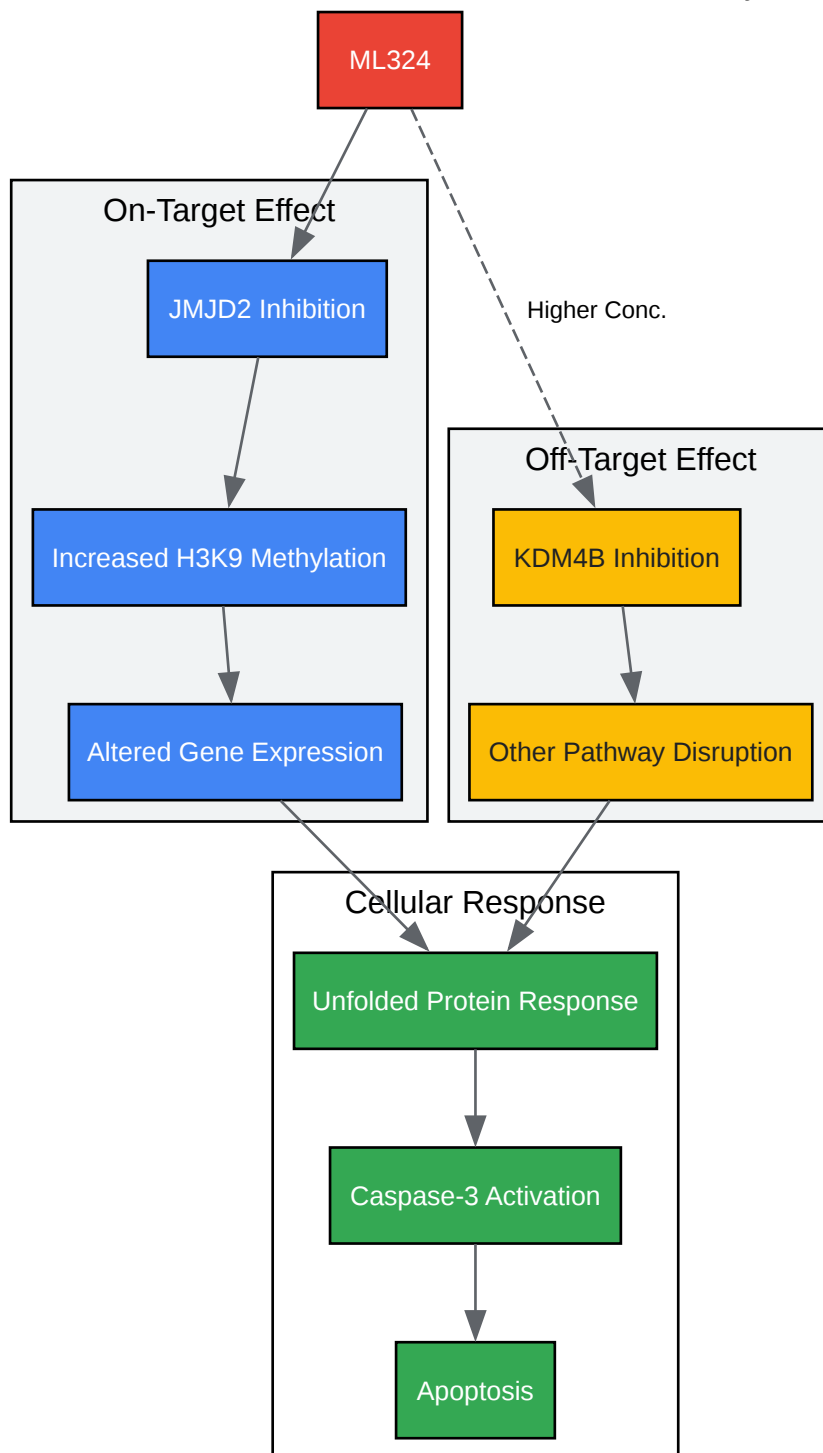 ML324
On-Target Effect
JMJD2 Inhibition
Higher Conc.
Off-Target Effect
Increased H3K9 Methylation
KDM4B Inhibition
Altered Gene Expression
Other Pathway Disruption
Cellular Response
Unfolded Protein Response
Caspase-3 Activation
Apoptosis